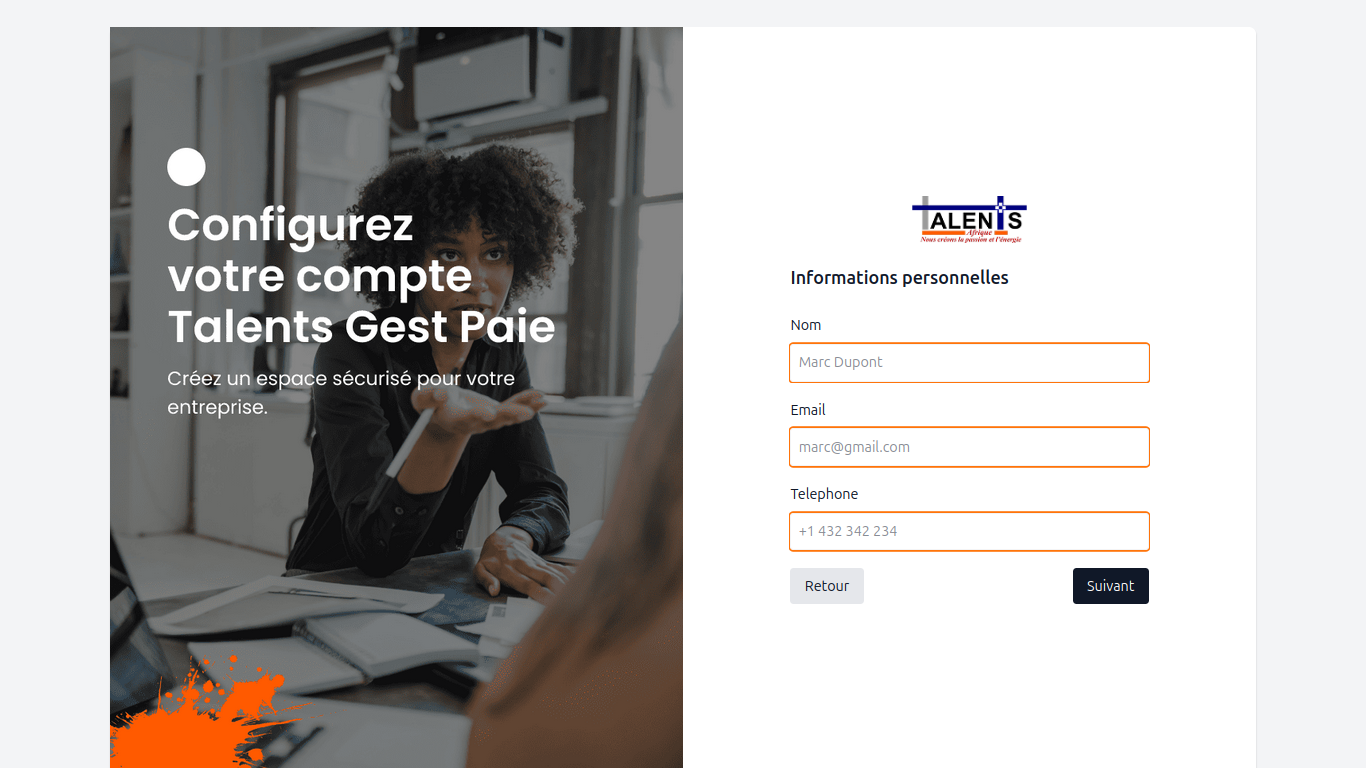 Configurez
votre compte
Talents Gest Paie
Créez un espace sécurisé pour votre
entreprise.
TALENTS
Afrique
Nous créons la passion et l'énergie
Informations personnelles
Nom
Marc Dupont
Email
marc@gmail.com
Telephone
+1 432 342 234
Retour
Suivant